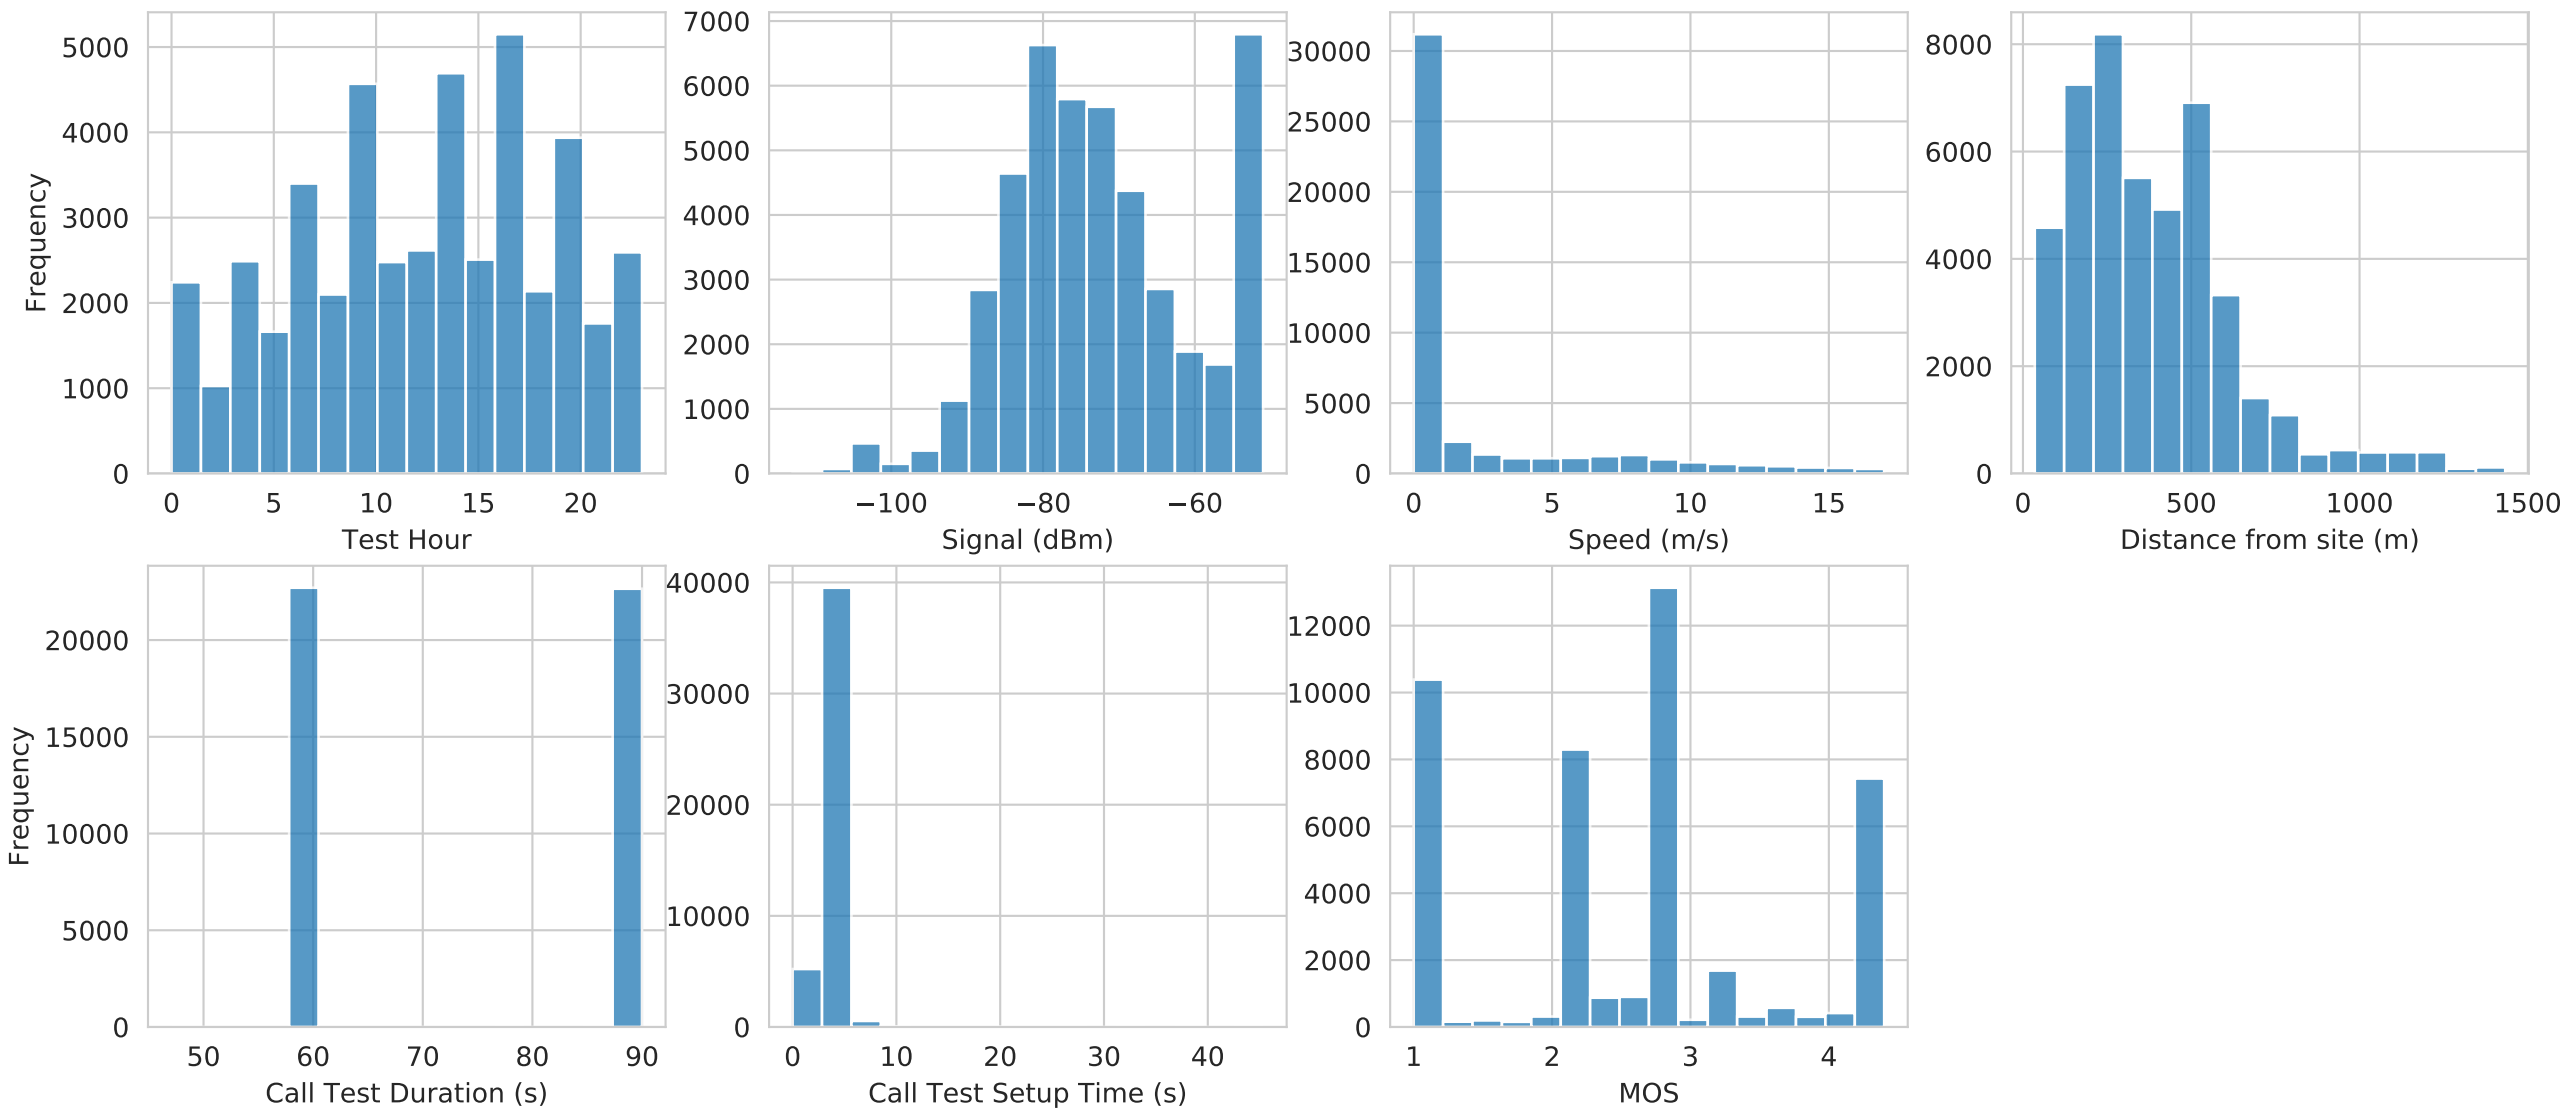 Frequency
5000
4000
3000
2000
1000
0
0 5 10 15 20
Test Hour
7000
6000
5000
4000
3000
2000
1000
0
−100 −80 −60
Signal (dBm)
30000
25000
20000
15000
10000
5000
0
0 5 10 15
Speed (m/s)
8000
6000
4000
2000
0
0 500 1000 1500
Distance from site (m)
Frequency
20000
15000
10000
5000
0
50 60 70 80 90
Call Test Duration (s)
40000
30000
20000
10000
0
0 10 20 30 40
Call Test Setup Time (s)
12000
10000
8000
6000
4000
2000
0
1 2 3 4
MOS